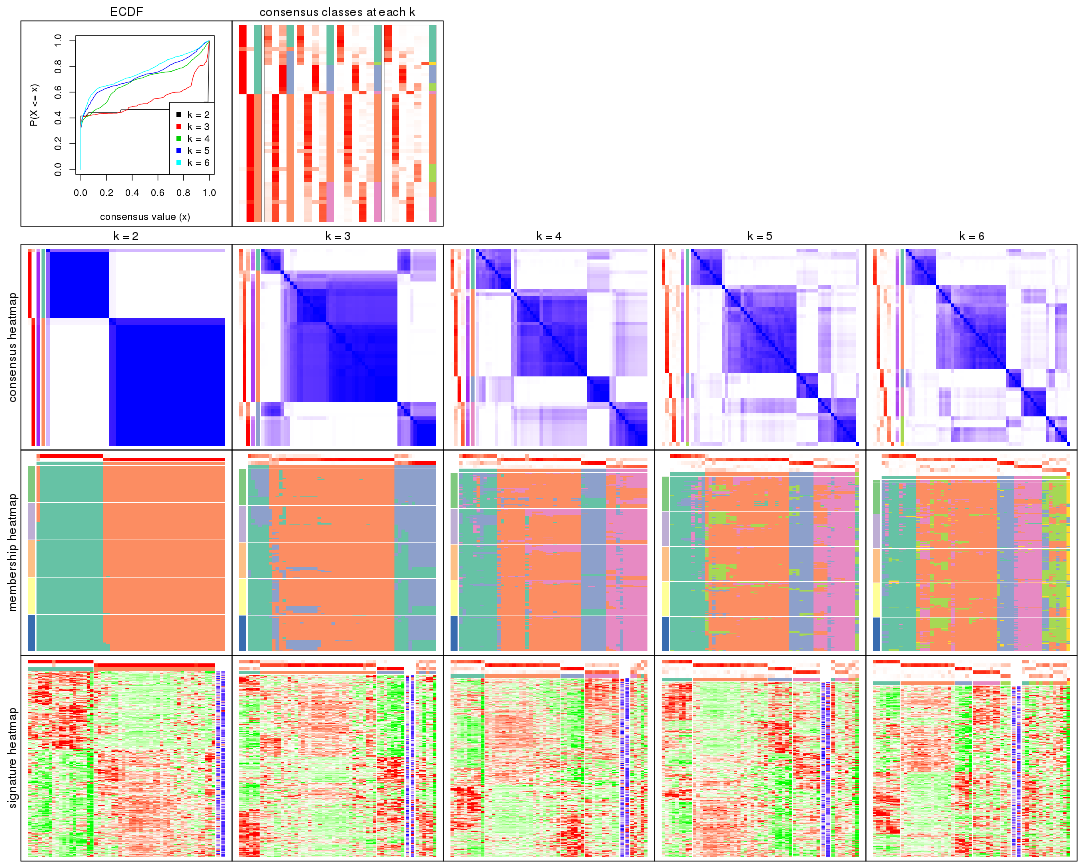 ECDF
consensus classes at each k
P(X <= x)
0.0
0.2
0.4
0.6
0.8
1.0
k = 2
k = 3
k = 4
k = 5
k = 6
0.0 0.2 0.4 0.6 0.8 1.0
consensus value (x)
k = 2
k = 3
k = 4
k = 5
k = 6
consensus heatmap
membership heatmap
signature heatmap